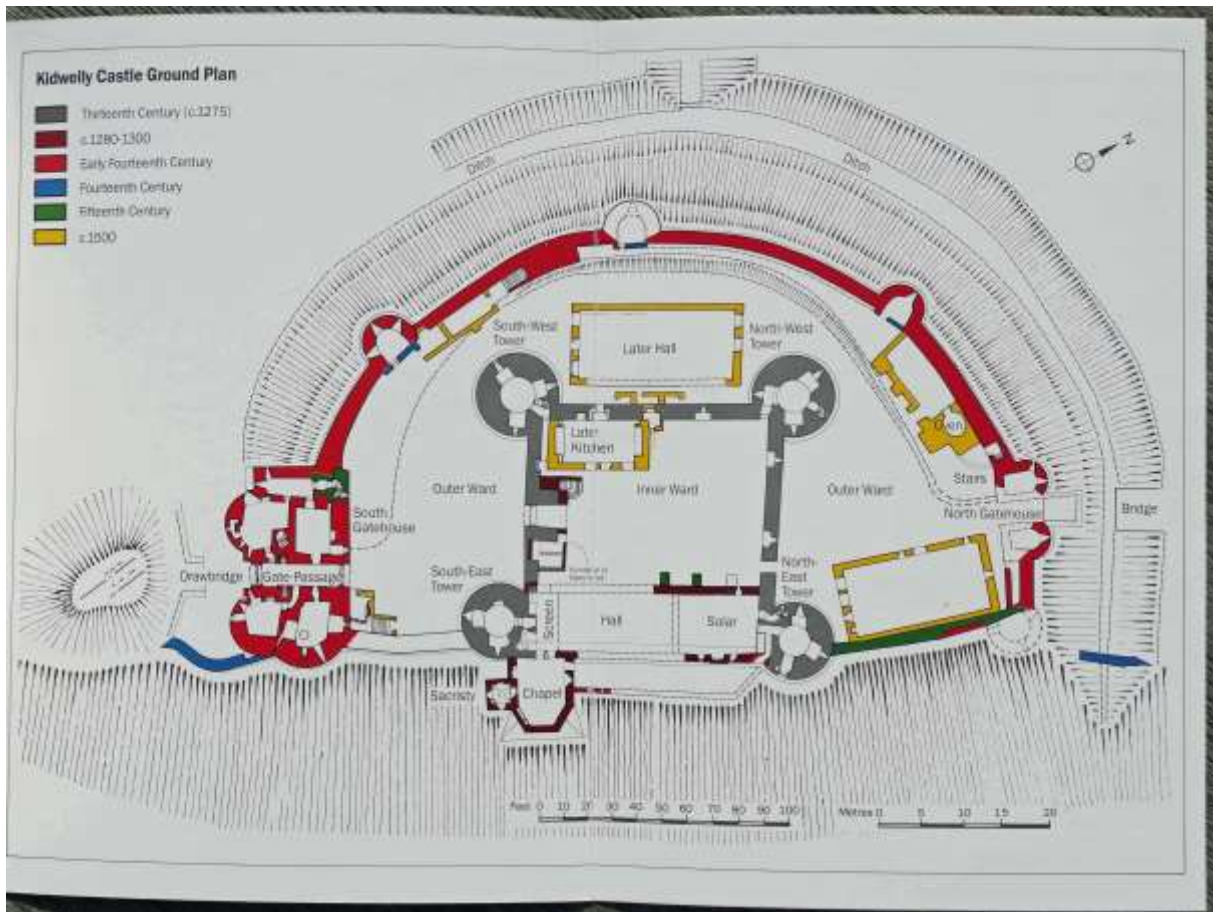 Kidwelly Castle Ground Plan
Thirteenth Century (c.1275)
c.1280-1300
Early Fourteenth Century
Fourteenth Century
Fifteenth Century
c.1500
Ditch
Ditch
N
South-West
Tower
Later Hall
North-West
Tower
Later
Kitchen
Oven
Stairs
Outer Ward
Inner Ward
Outer Ward
South
Gatehouse
North Gatehouse
Bridge
Drawbridge
Gate-Passage
South-East
Tower
North-
East
Tower
Screen
Hall
Solar
Sacristy
Chapel
Feet 0 10 20 30 40 50 60 70 80 90 100
Metres 0 5 10 15 20